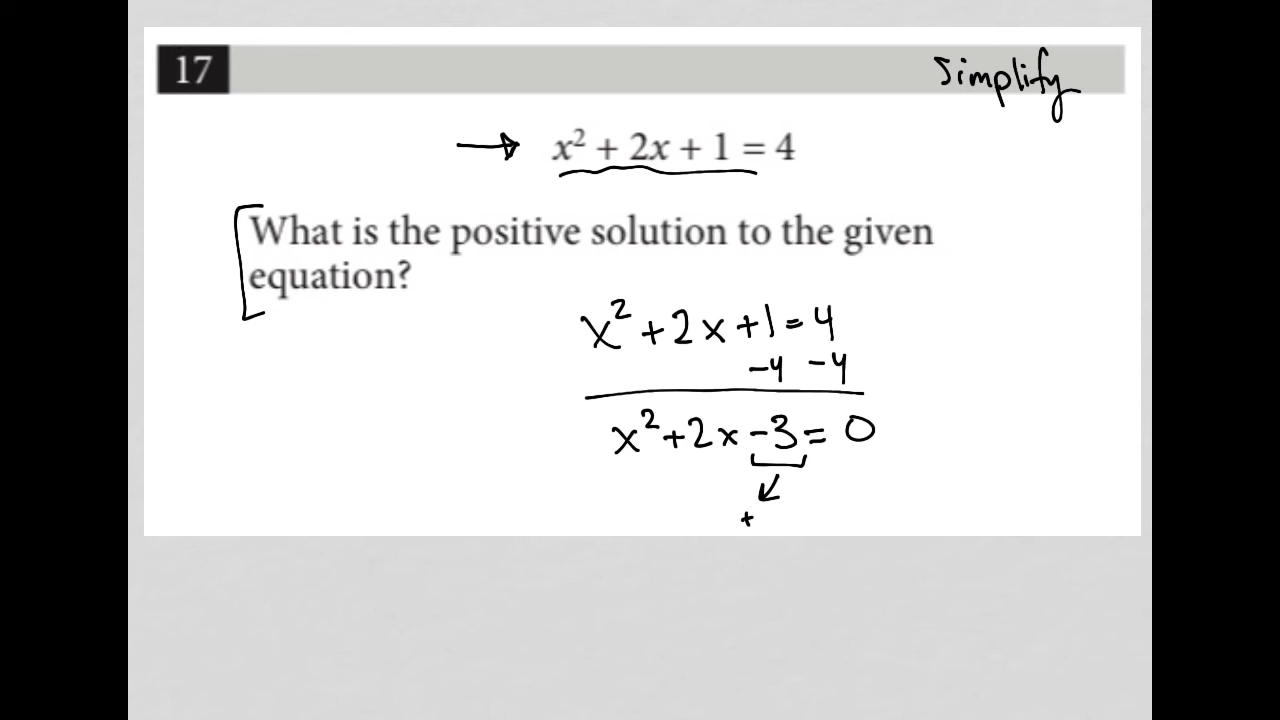 17 Simplify
→ x² + 2x + 1 = 4
What is the positive solution to the given
equation?
x² + 2x + 1 = 4
-4 -4
x² + 2x - 3 = 0
+